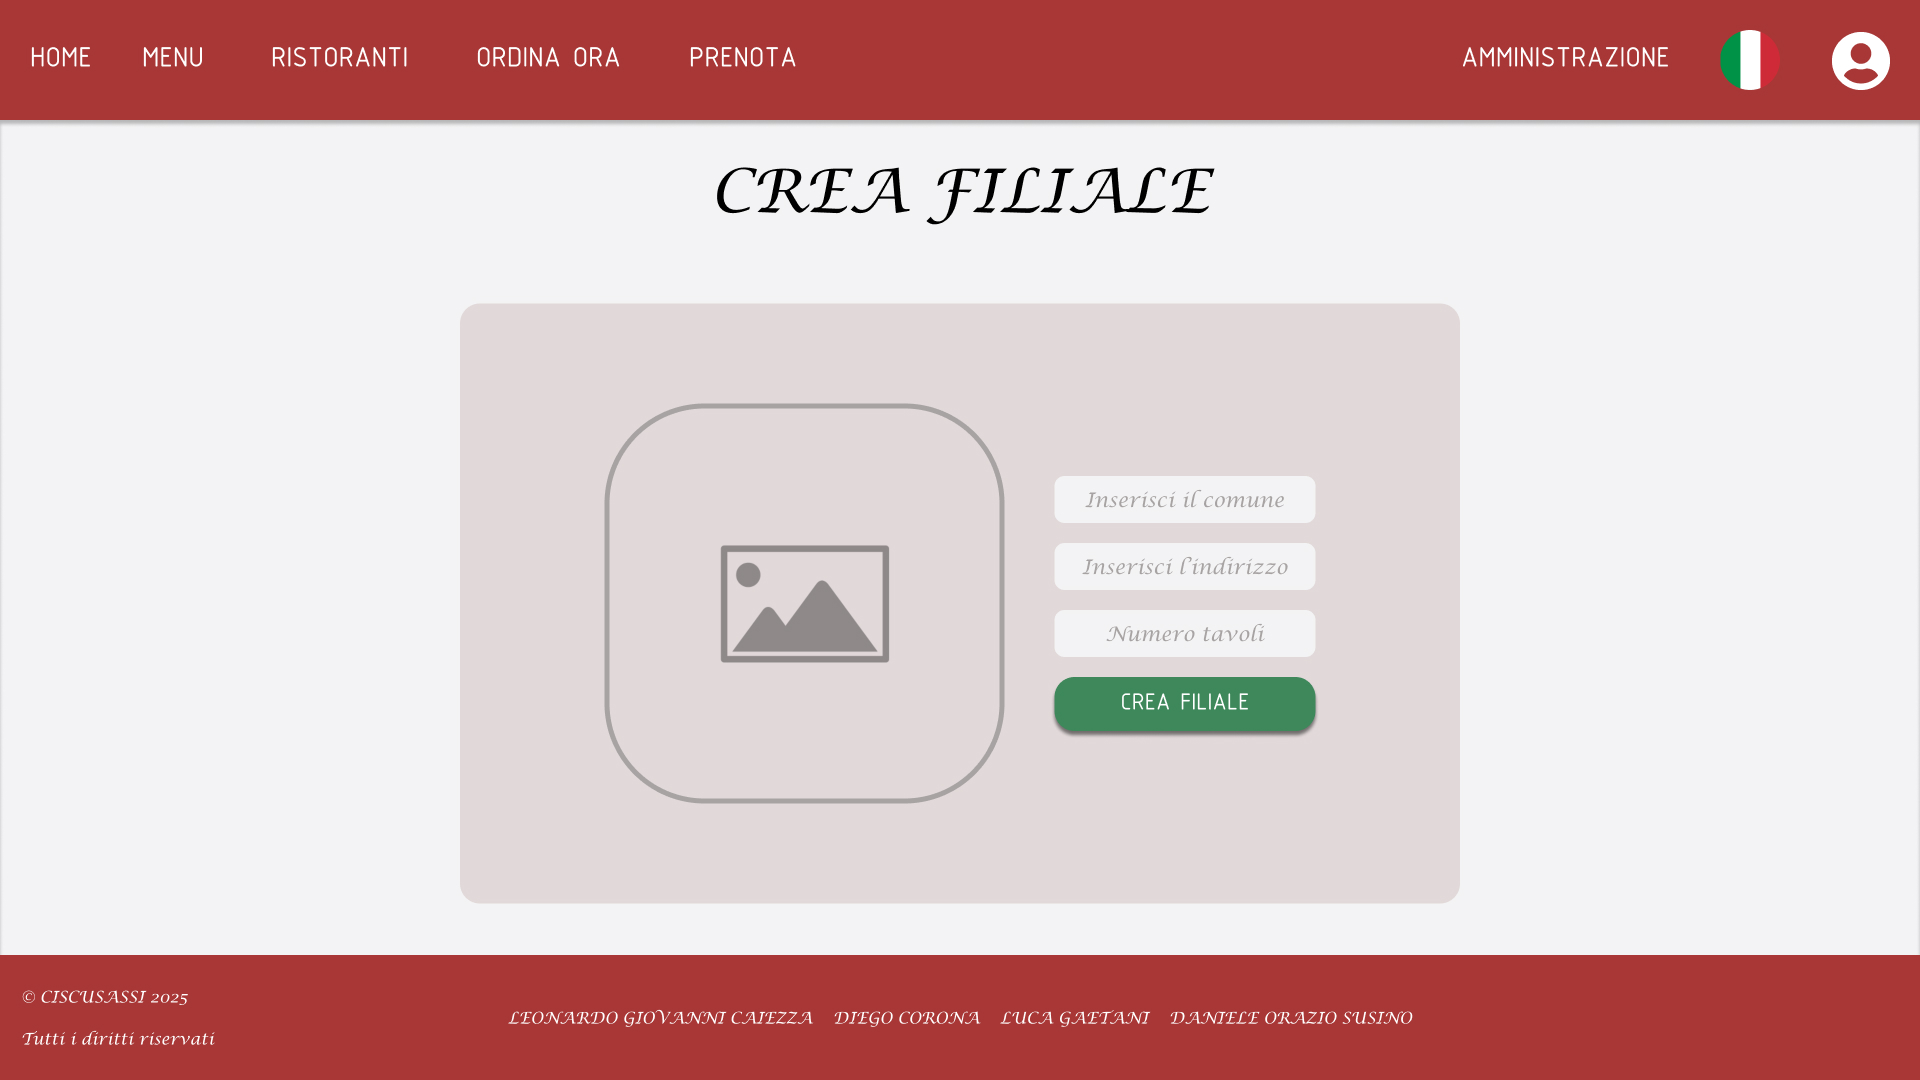 HOME MENU RISTORANTI ORDINA ORA PRENOTA AMMINISTRAZIONE
CREA FILIALE
Inserisci il comune
Inserisci l'indirizzo
Numero tavoli
CREA FILIALE
© CISCUSASSI 2025
LEONARDO GIOVANNI CAIEZZA DIEGO CORONA LUCA GAETANI DANIELE ORAZIO SUSINO
Tutti i diritti riservati